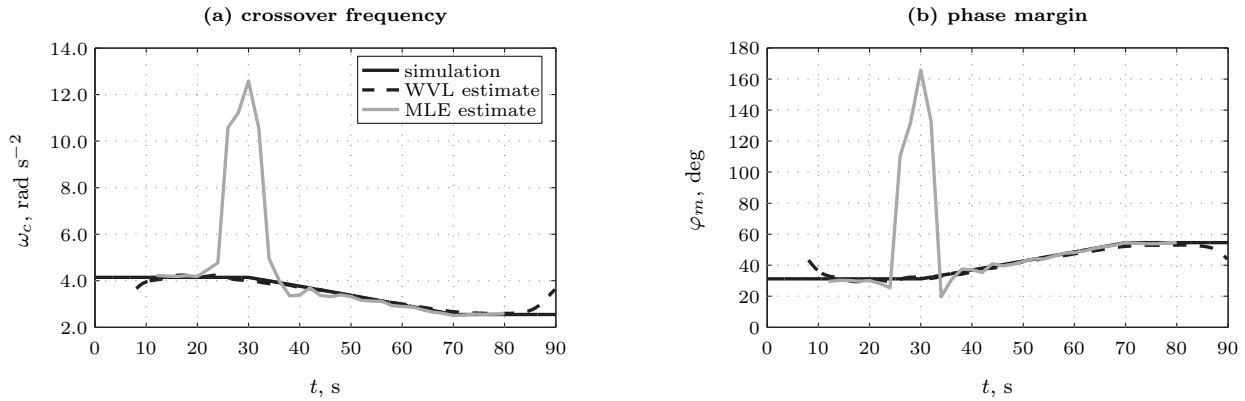 (a) crossover frequency
14.0
12.0
10.0
8.0
6.0
4.0
2.0
ω_c, rad s⁻²
simulation
WVL estimate
MLE estimate
0 10 20 30 40 50 60 70 80 90
t, s
(b) phase margin
180
160
140
120
100
80
60
40
20
0
φ_m, deg
0 10 20 30 40 50 60 70 80 90
t, s